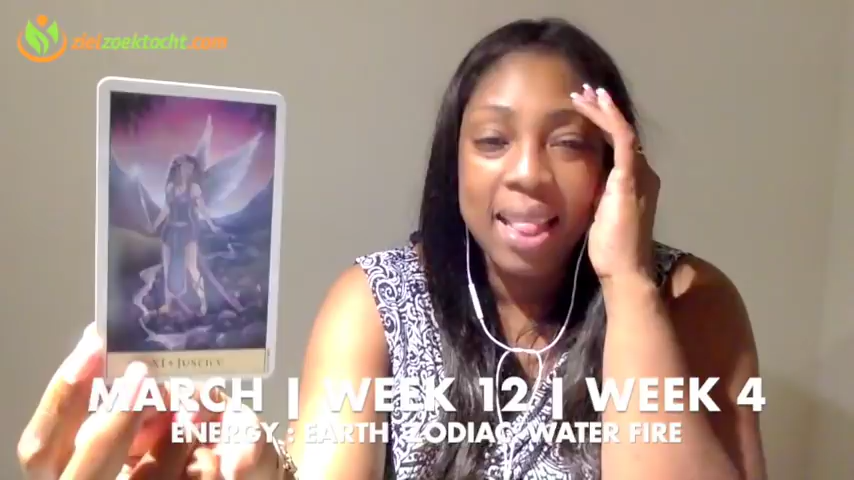 zielzoektocht.com
XI • JUSTICE
MARCH | WEEK 12 | WEEK 4
ENERGY : EARTH ZODIAC WATER FIRE